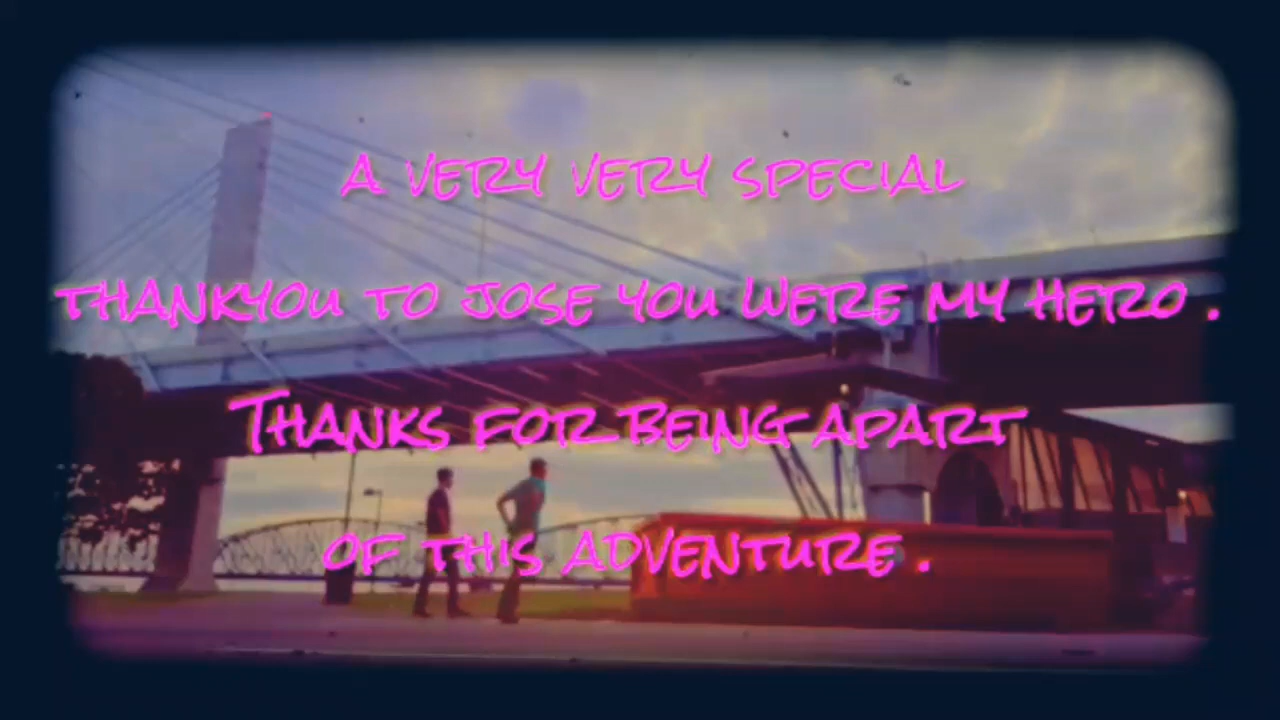 A VERY VERY SPECIAL
THANKYOU TO JOSE YOU WERE MY HERO .
THANKS FOR BEING APART
OF THIS ADVENTURE .